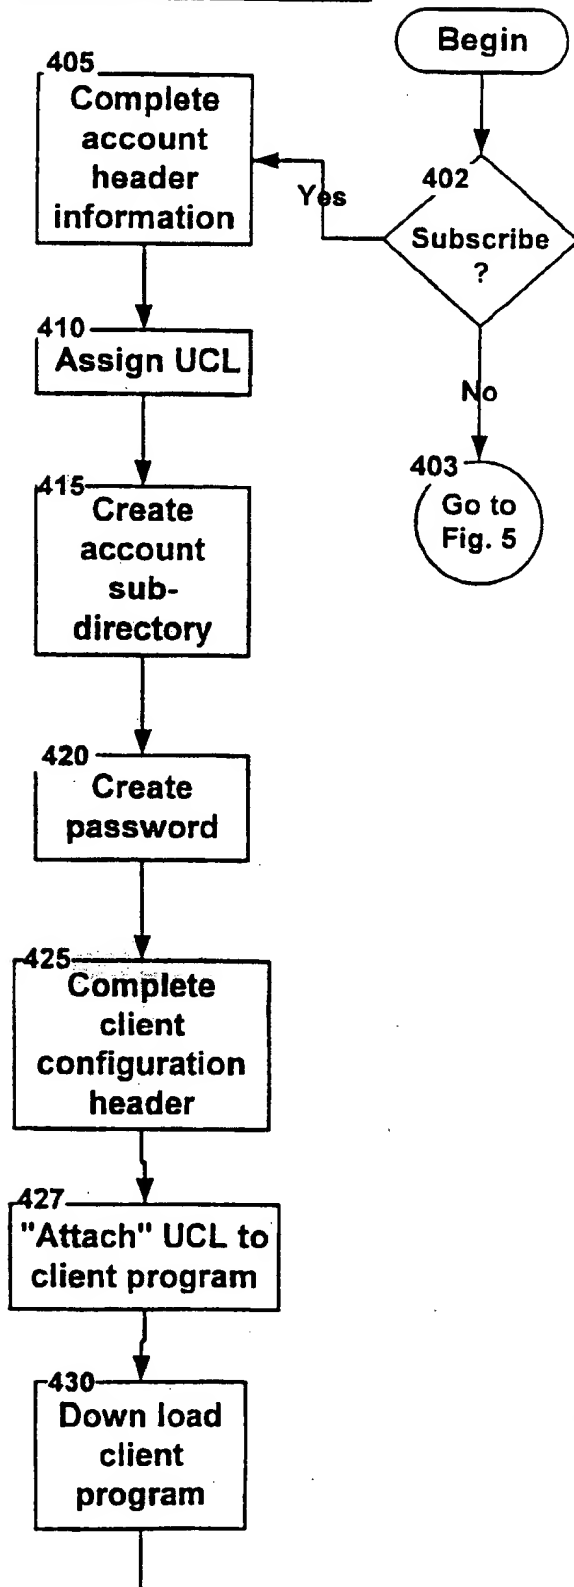 Begin
402
Subscribe
?
Yes
No
403
Go to
Fig. 5
405
Complete
account
header
information
410
Assign UCL
415
Create
account
sub-
directory
420
Create
password
425
Complete
client
configuration
header
427
"Attach" UCL to
client program
430
Down load
client
program